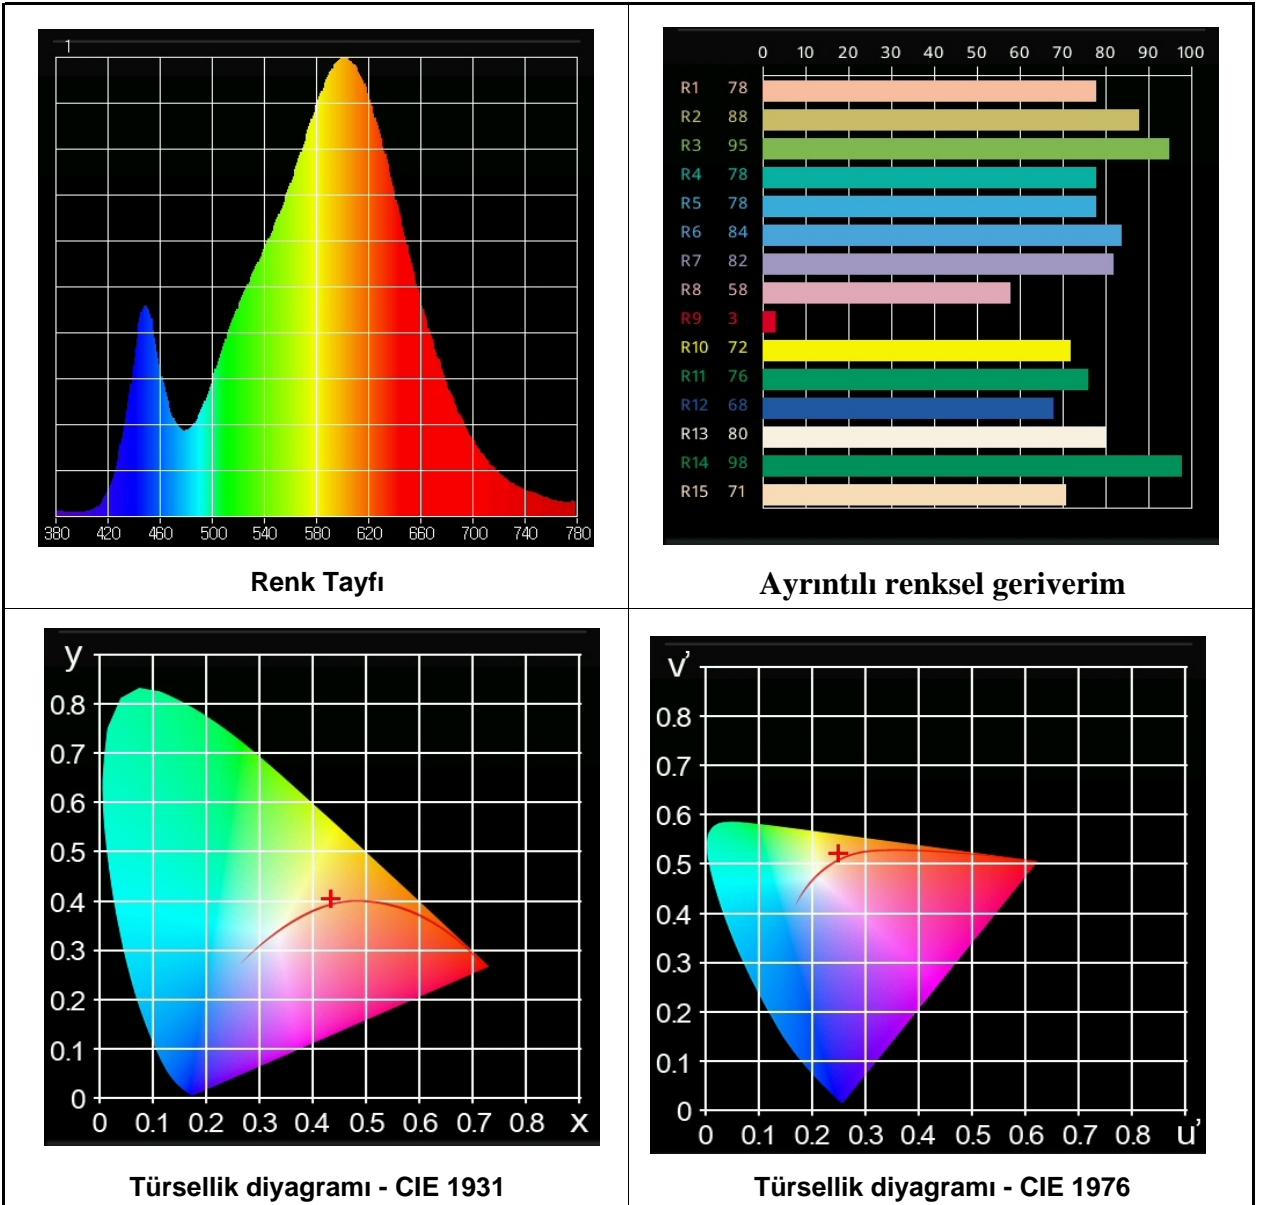 1
380 420 460 500 540 580 620 660 700 740 780
Renk Tayfı
0 10 20 30 40 50 60 70 80 90 100
R1 78
R2 88
R3 95
R4 78
R5 78
R6 84
R7 82
R8 58
R9 3
R10 72
R11 76
R12 68
R13 80
R14 98
R15 71
Ayrıntılı renksel geriverim
y
0.8
0.7
0.6
0.5
0.4
0.3
0.2
0.1
0
0 0.1 0.2 0.3 0.4 0.5 0.6 0.7 0.8 x
Türsellik diyagramı - CIE 1931
v’
0.8
0.7
0.6
0.5
0.4
0.3
0.2
0.1
0
0 0.1 0.2 0.3 0.4 0.5 0.6 0.7 0.8 u’
Türsellik diyagramı - CIE 1976